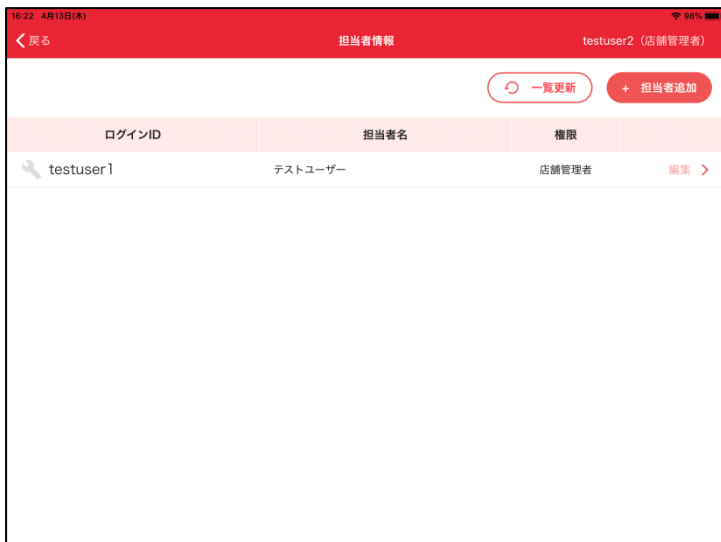 16:22 4月13日(木) 98%
戻る 担当者情報 testuser2（店舗管理者）
一覧更新 + 担当者追加
ログインID 担当者名 権限
testuser1 テストユーザー 店舗管理者 編集